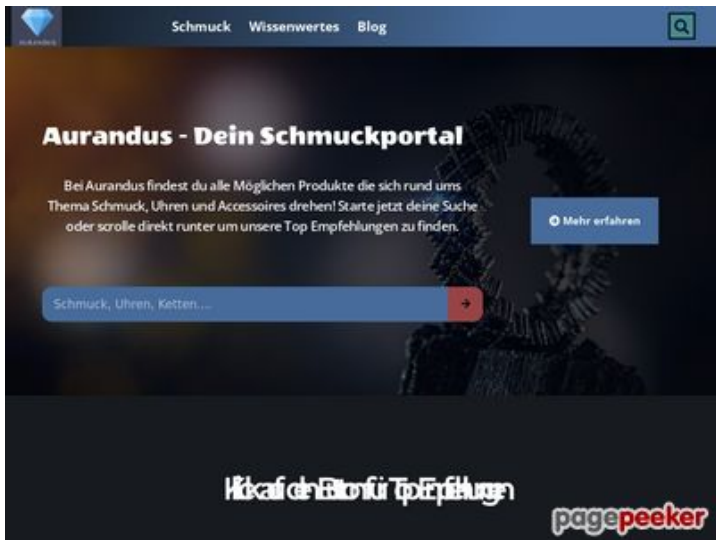 Schmuck Wissenwertes Blog
Aurandus - Dein Schmuckportal
Bei Aurandus findest du alle Möglichen Produkte die sich rund ums
Thema Schmuck, Uhren und Accessoires drehen! Starte jetzt deine Suche
oder scrolle direkt runter um unsere Top Empfehlungen zu finden.
Mehr erfahren
Schmuck, Uhren, Ketten....
pagepeeker